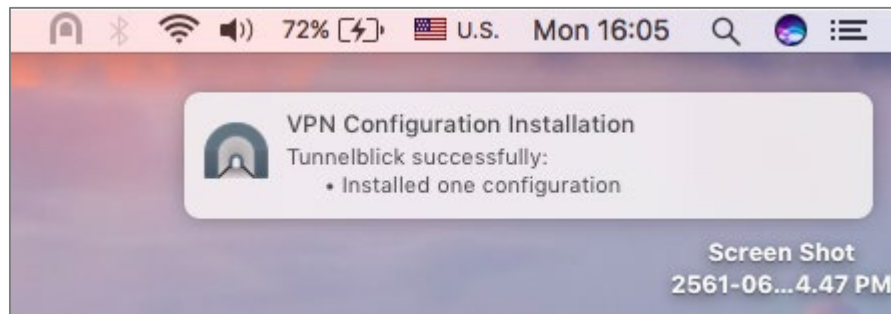 72% U.S. Mon 16:05
VPN Configuration Installation
Tunnelblick successfully:
• Installed one configuration
Screen Shot
2561-06...4.47 PM